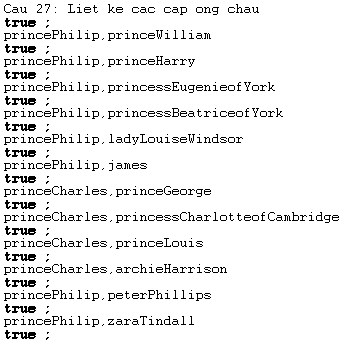 Cau 27: Liet ke cac cap ong chau
true ;
princePhilip,princeWilliam
true ;
princePhilip,princeHarry
true ;
princePhilip,princessEugenieofYork
true ;
princePhilip,princessBeatriceofYork
true ;
princePhilip,ladyLouiseWindsor
true ;
princePhilip,james
true ;
princeCharles,princeGeorge
true ;
princeCharles,princessCharlotteofCambridge
true ;
princeCharles,princeLouis
true ;
princeCharles,archieHarrison
true ;
princePhilip,peterPhillips
true ;
princePhilip,zaraTindall
true ;